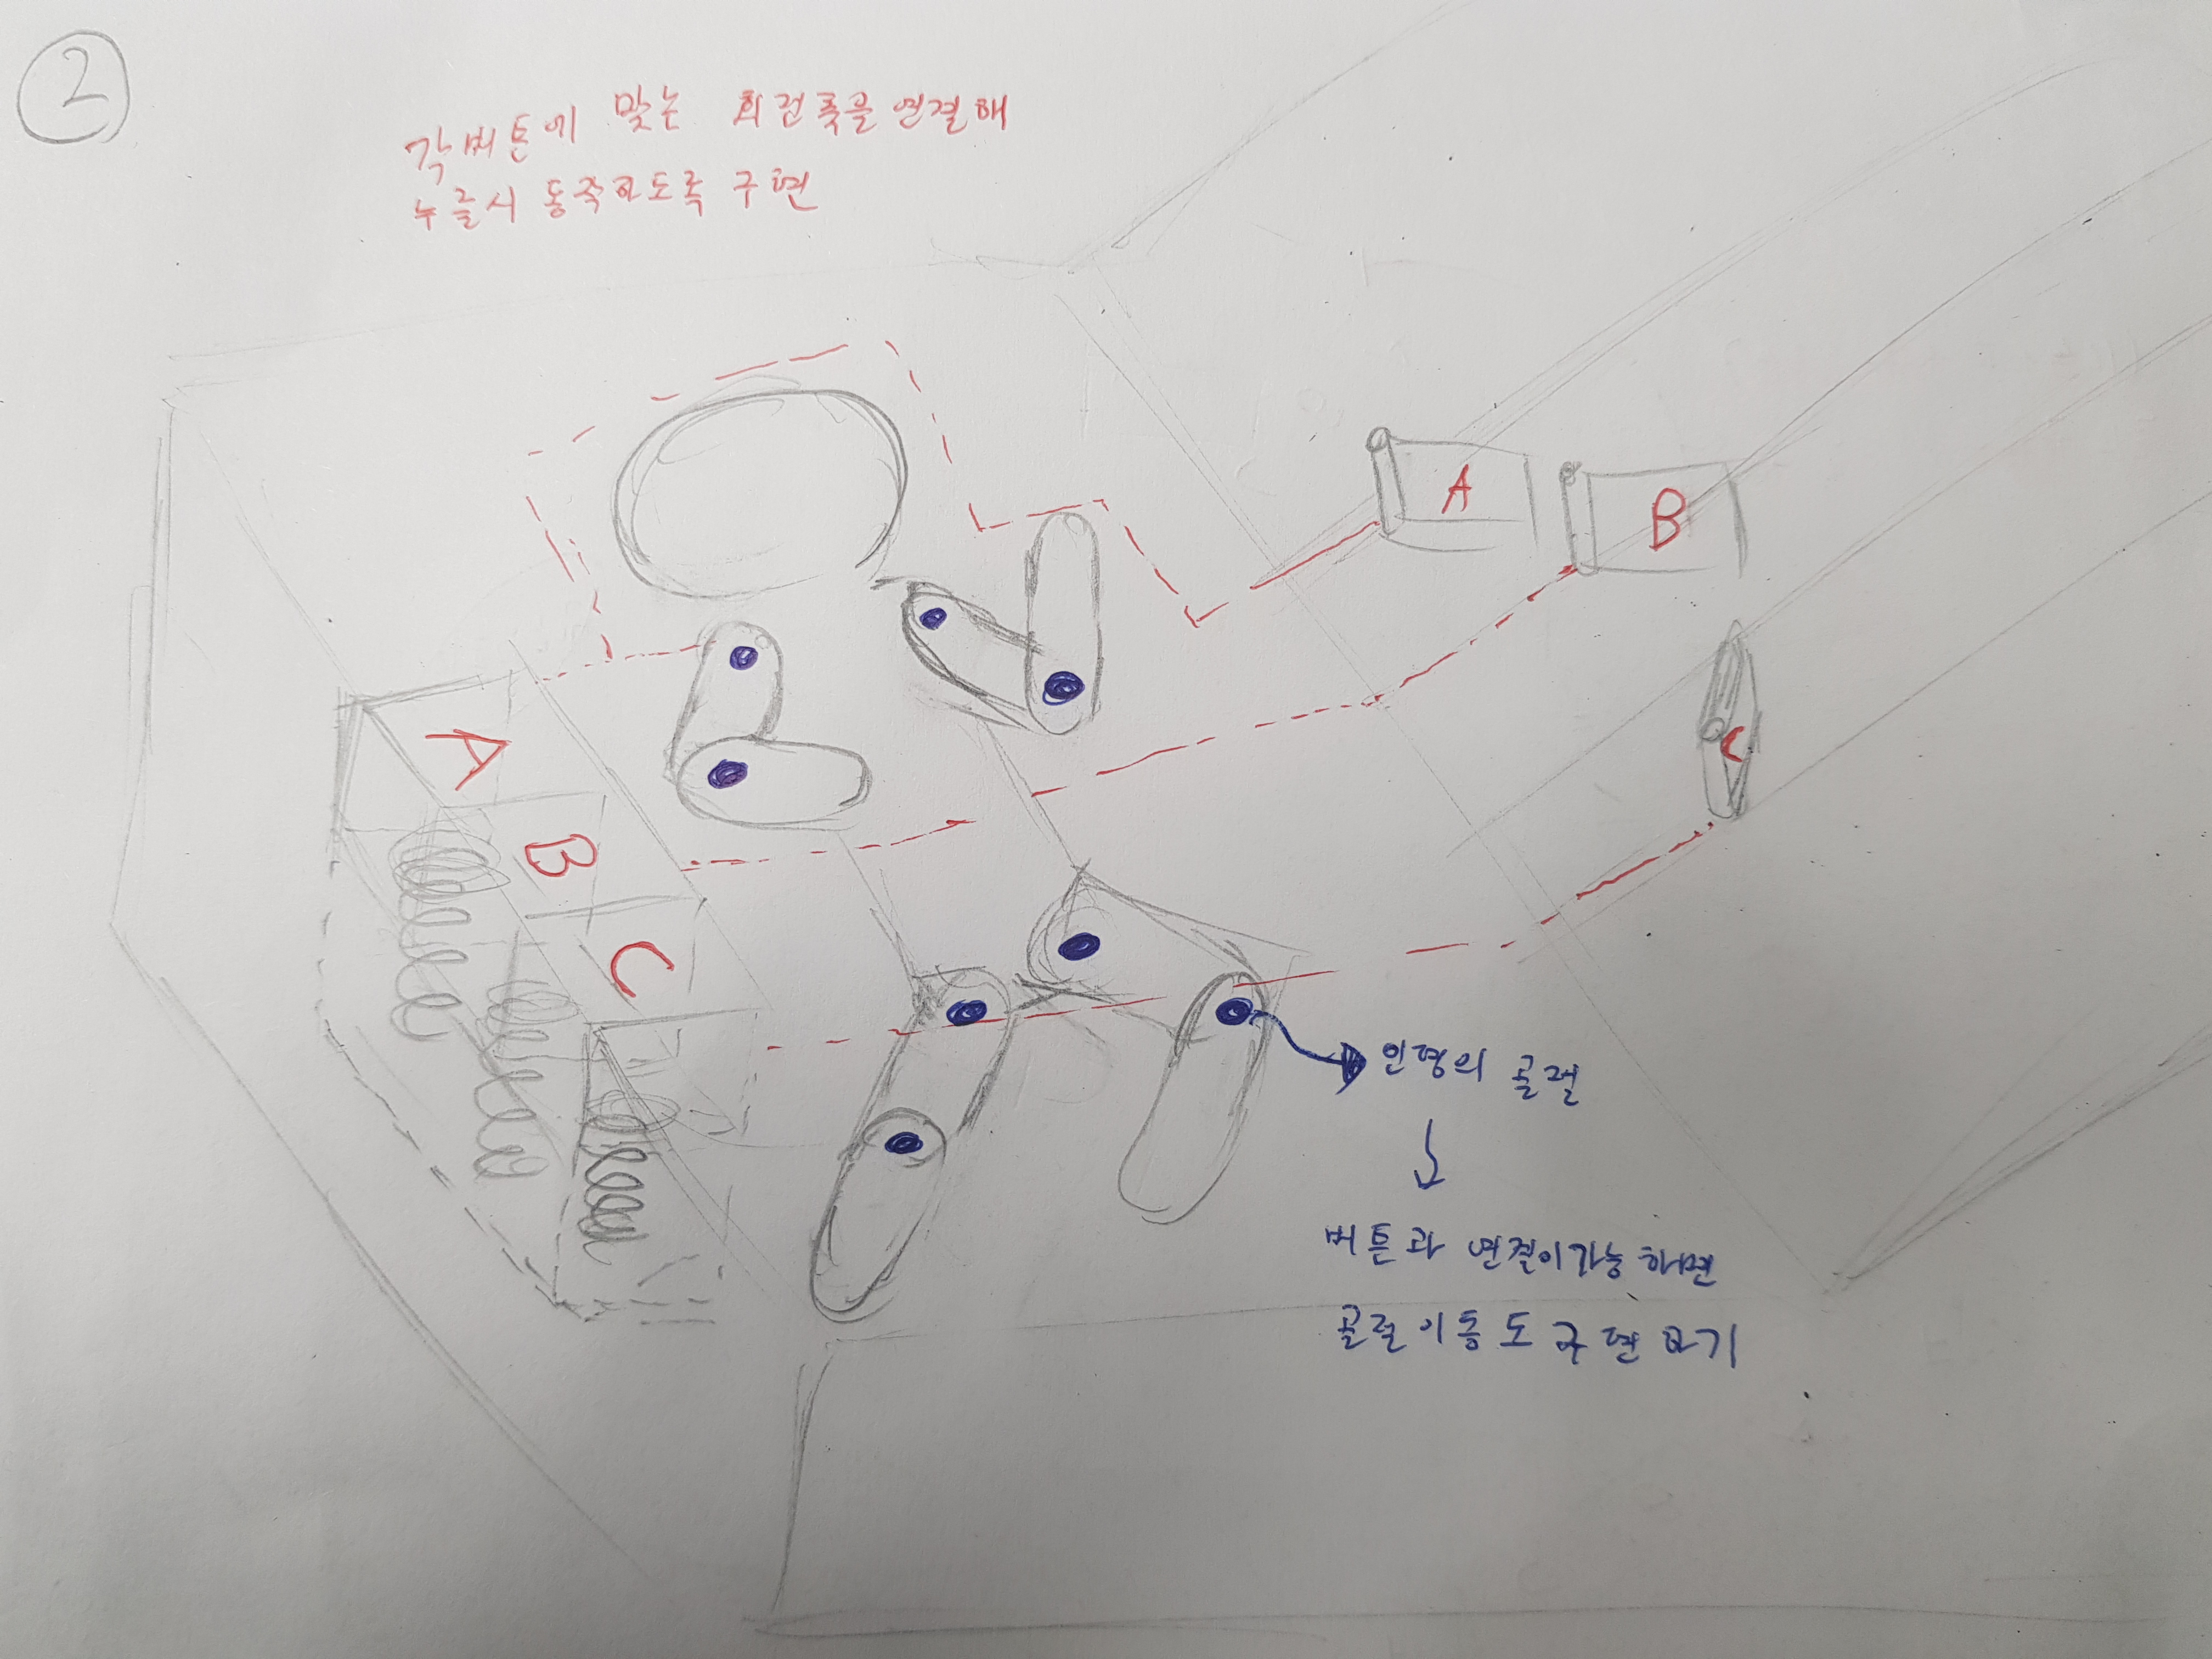 2
각 버튼에 맞는 회전축을 연결해
누를시 동작하도록 구현
A
B
C
A
B
C
인형의 골절
버튼과 연결이가능하면
골절이동도 구현하기